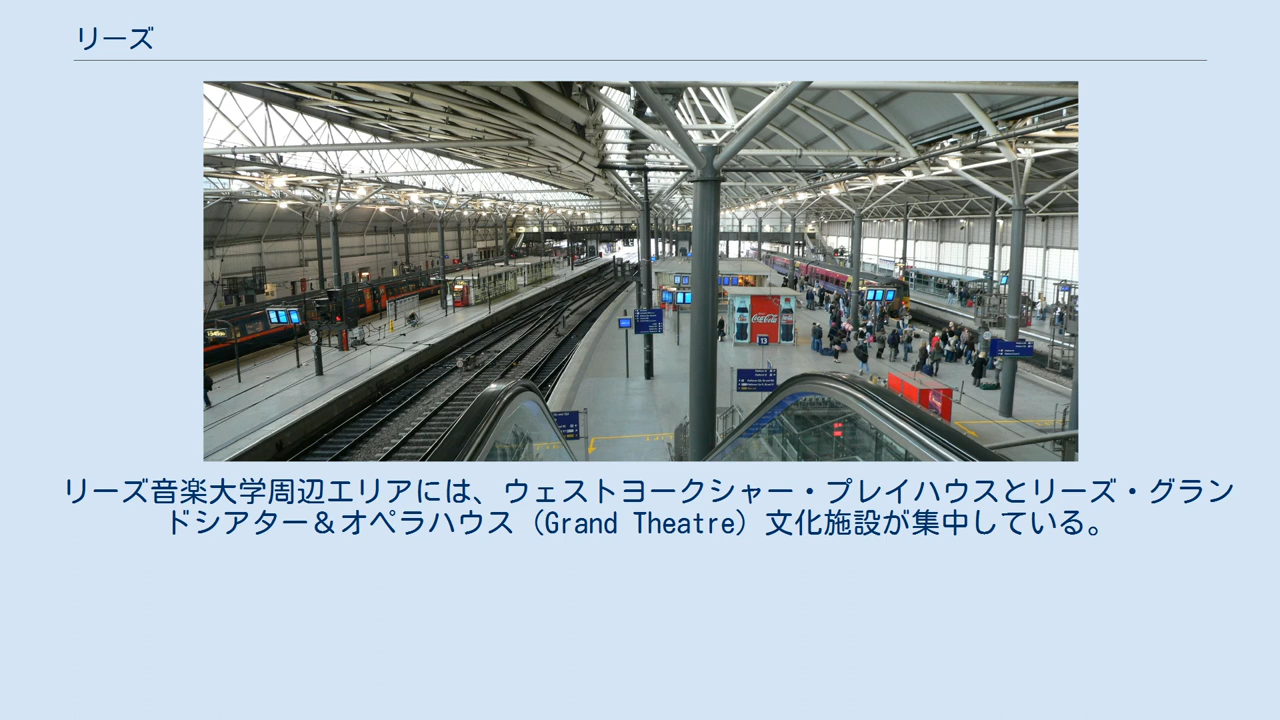 リーズ
Coca-Cola
13
リーズ音楽大学周辺エリアには、ウェストヨークシャー・プレイハウスとリーズ・グラン
ドシアター＆オペラハウス（Grand Theatre）文化施設が集中している。